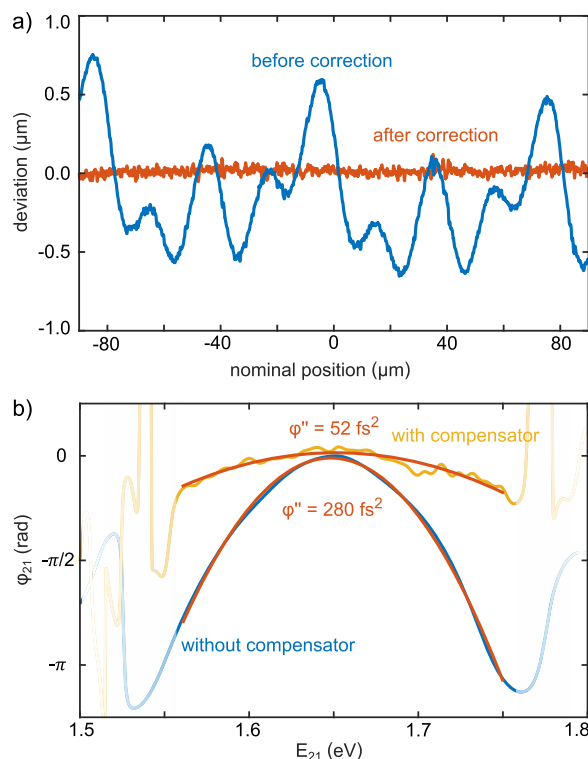 a)
1.0
before correction
0.5
after correction
0.0
-0.5
-1.0
deviation (µm)
-80 -40 0 40 80
nominal position (µm)
b)
φ" = 52 fs²
with compensator
0
φ" = 280 fs²
-π/2
without compensator
-π
φ₂₁ (rad)
1.5 1.6 1.7 1.8
E₂₁ (eV)